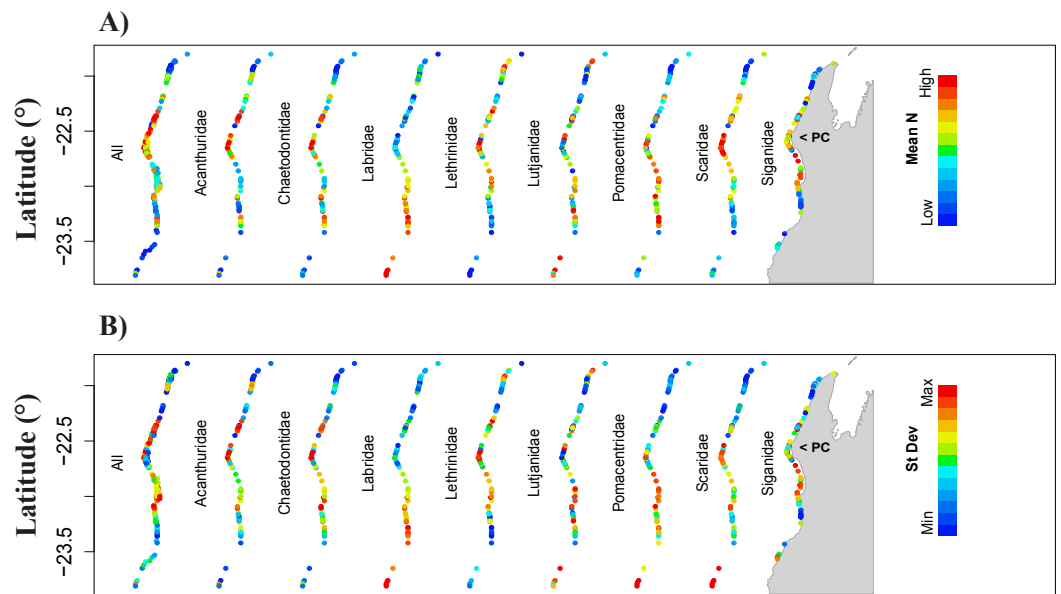 A)
Latitude (°)
−22.5
−23.5
All
Acanthuridae
Chaetodontidae
Labridae
Lethrinidae
Lutjanidae
Pomacentridae
Scaridae
Siganidae
< PC
Mean N
Low
High
B)
Latitude (°)
−22.5
−23.5
All
Acanthuridae
Chaetodontidae
Labridae
Lethrinidae
Lutjanidae
Pomacentridae
Scaridae
Siganidae
< PC
St Dev
Min
Max